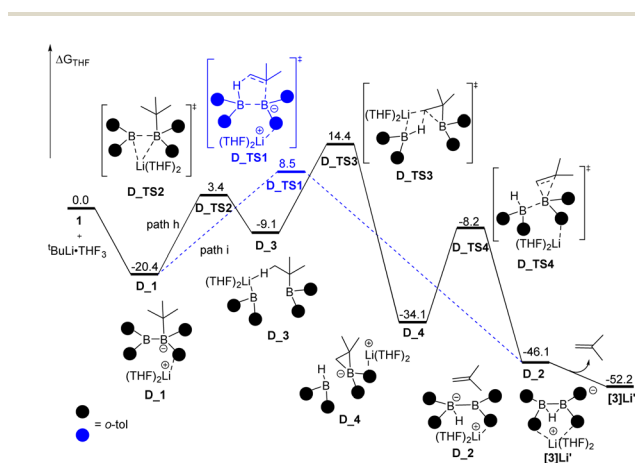 ΔG_THF
‡
‡
‡
‡
H
B B
⊖
(THF)₂Li
⊕
D_TS1
B B
Li(THF)₂
D_TS2
(THF)₂Li
H
B B
D_TS3
H
B B
(THF)₂Li
D_TS4
14.4
D_TS3
8.5
D_TS1
3.4
D_TS2
0.0
1
+
ᵗBuLi•THF₃
path h
path i
-9.1
D_3
-8.2
D_TS4
-20.4
D_1
(THF)₂Li
H
B B
D_3
-34.1
D_4
B B
⊖
(THF)₂Li
⊕
D_1
H
B B
⊖
⊕
Li(THF)₂
D_4
-46.1
D_2
-52.2
[3]Li'
⊖
B B
H
(THF)₂Li
⊕
D_2
⊖
B B
H
⊕
Li(THF)₂
[3]Li'
= o-tol